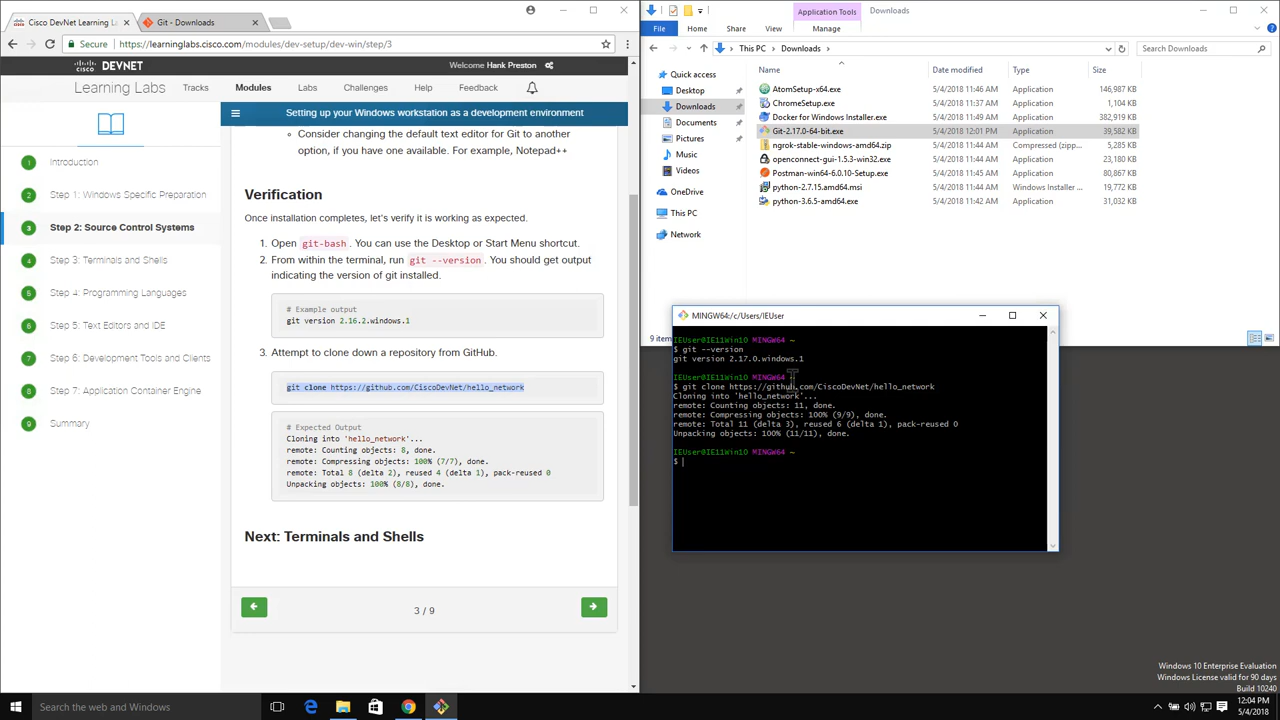 Cisco DevNet Learning La
Git - Downloads
Secure
https://learninglabs.cisco.com/modules/dev-setup/dev-win/step/3
cisco DEVNET
Welcome Hank Preston
Learning Labs
Tracks
Modules
Labs
Challenges
Help
Feedback
Setting up your Windows workstation as a development environment
1 Introduction
2 Step 1: Windows Specific Preparation
3 Step 2: Source Control Systems
4 Step 3: Terminals and Shells
5 Step 4: Programming Languages
6 Step 5: Text Editors and IDE
7 Step 6: Development Tools and Clients
8 Step 7: Application Container Engine
9 Summary
Consider changing the default text editor for Git to another
option, if you have one available. For example, Notepad++
Verification
Once installation completes, let's verify it is working as expected.
1. Open git-bash. You can use the Desktop or Start Menu shortcut.
2. From within the terminal, run git --version. You should get output
indicating the version of git installed.
# Example output
git version 2.16.2.windows.1
3. Attempt to clone down a repository from GitHub.
git clone https://github.com/CiscoDevNet/hello_network
# Expected Output
Cloning into 'hello_network'...
remote: Counting objects: 8, done.
remote: Compressing objects: 100% (7/7), done.
remote: Total 8 (delta 2), reused 4 (delta 1), pack-reused 0
Unpacking objects: 100% (8/8), done.
Next: Terminals and Shells
3 / 9
Application Tools
Downloads
File
Home
Share
View
Manage
This PC
Downloads
Search Downloads
Quick access
Desktop
Downloads
Documents
Pictures
Music
Videos
OneDrive
This PC
Network
Name Date modified Type Size
AtomSetup-x64.exe 5/4/2018 11:46 AM Application 146,987 KB
ChromeSetup.exe 5/4/2018 11:44 AM Application 1,104 KB
Docker for Windows Installer.exe 5/4/2018 11:49 AM Application 382,919 KB
Git-2.17.0-64-bit.exe 5/4/2018 12:01 PM Application 39,582 KB
ngrok-stable-windows-amd64.zip 5/4/2018 11:44 AM Compressed (zipp... 5,285 KB
openconnect-gui-1.5.3-win32.exe 5/4/2018 11:44 AM Application 23,180 KB
Postman-win64-6.0.10-Setup.exe 5/4/2018 11:45 AM Application 80,867 KB
python-2.7.15.amd64.msi 5/4/2018 11:44 AM Windows Installer ... 19,772 KB
python-3.6.5-amd64.exe 5/4/2018 11:42 AM Application 31,032 KB
MINGW64:/c/Users/IEUser
IEUser@IE11Win10 MINGW64 ~
$ git --version
git version 2.17.0.windows.1
IEUser@IE11Win10 MINGW64 ~
$ git clone https://github.com/CiscoDevNet/hello_network
Cloning into 'hello_network'...
remote: Counting objects: 11, done.
remote: Compressing objects: 100% (9/9), done.
remote: Total 11 (delta 3), reused 6 (delta 1), pack-reused 0
Unpacking objects: 100% (11/11), done.
IEUser@IE11Win10 MINGW64 ~
$
Windows 10 Enterprise Evaluation
Windows License valid for 90 days
Build 10240
Search the web and Windows
12:04 PM
5/4/2018